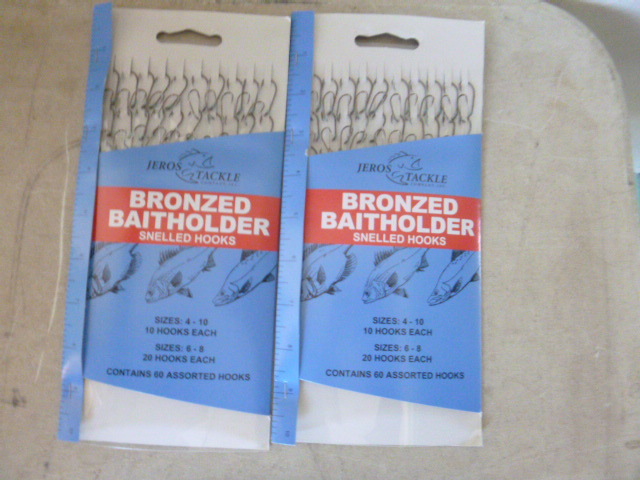 JEROS
TACKLE
BRONZED
BAITHOLDER
SNELLED HOOKS
SIZES: 4 - 10
10 HOOKS EACH
SIZES: 6 - 8
20 HOOKS EACH
CONTAINS 60 ASSORTED HOOKS
JEROS
TACKLE
BRONZED
BAITHOLDER
SNELLED HOOKS
SIZES: 4 - 10
10 HOOKS EACH
SIZES: 6 - 8
20 HOOKS EACH
CONTAINS 60 ASSORTED HOOKS